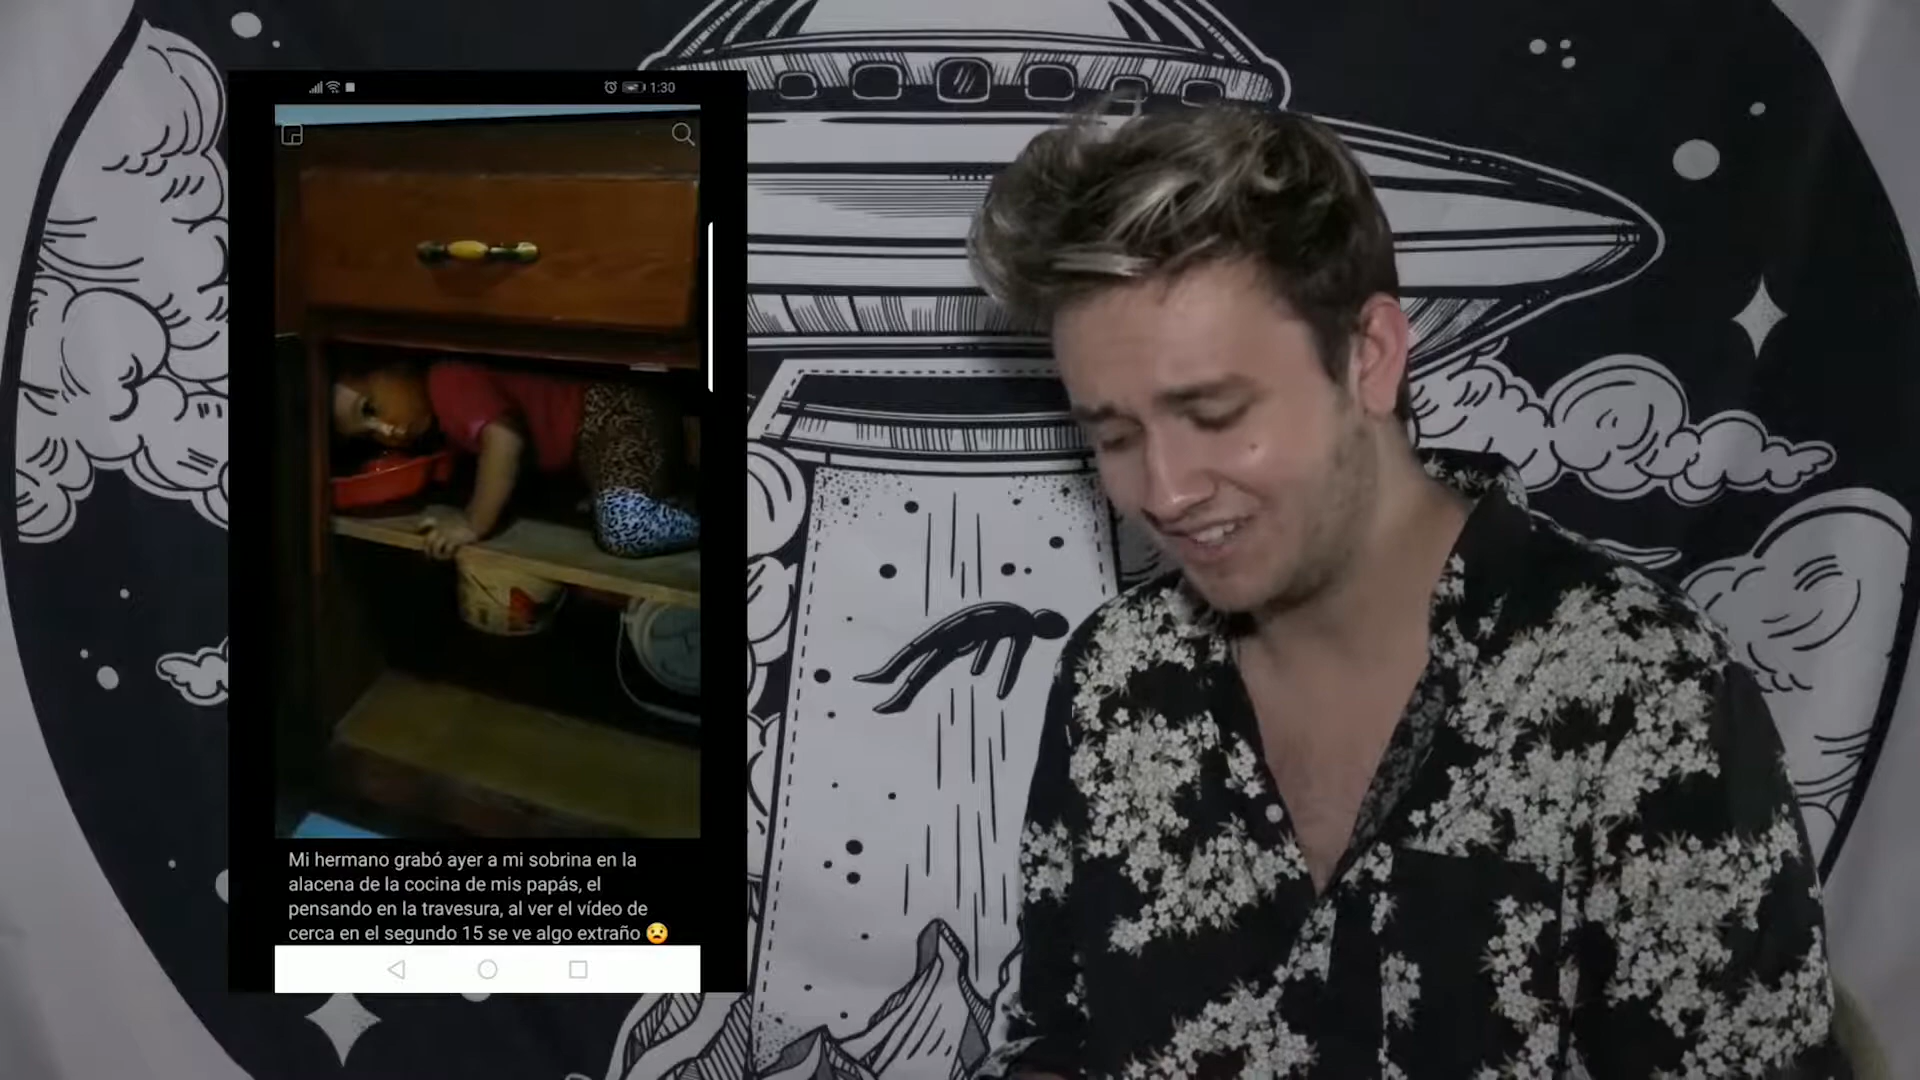 1:30
Mi hermano grabó ayer a mi sobrina en la
alacena de la cocina de mis papás, el
pensando en la travesura, al ver el vídeo de
cerca en el segundo 15 se ve algo extraño 😧